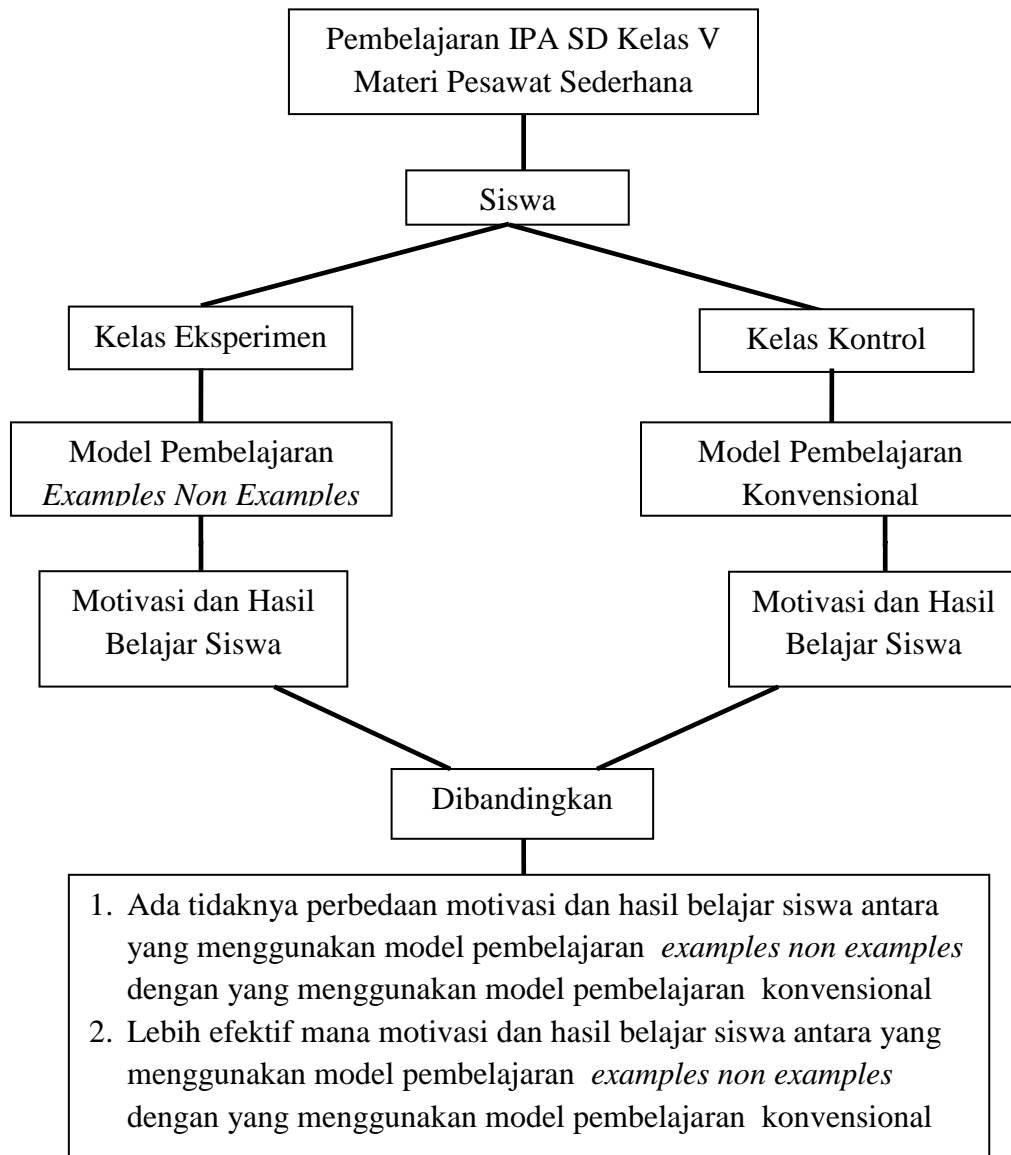 Pembelajaran IPA SD Kelas V
Materi Pesawat Sederhana
Siswa
Kelas Eksperimen
Kelas Kontrol
Model Pembelajaran
Examples Non Examples
Model Pembelajaran
Konvensional
Motivasi dan Hasil
Belajar Siswa
Motivasi dan Hasil
Belajar Siswa
Dibandingkan
1. Ada tidaknya perbedaan motivasi dan hasil belajar siswa antara
yang menggunakan model pembelajaran examples non examples
dengan yang menggunakan model pembelajaran konvensional
2. Lebih efektif mana motivasi dan hasil belajar siswa antara yang
menggunakan model pembelajaran examples non examples
dengan yang menggunakan model pembelajaran konvensional